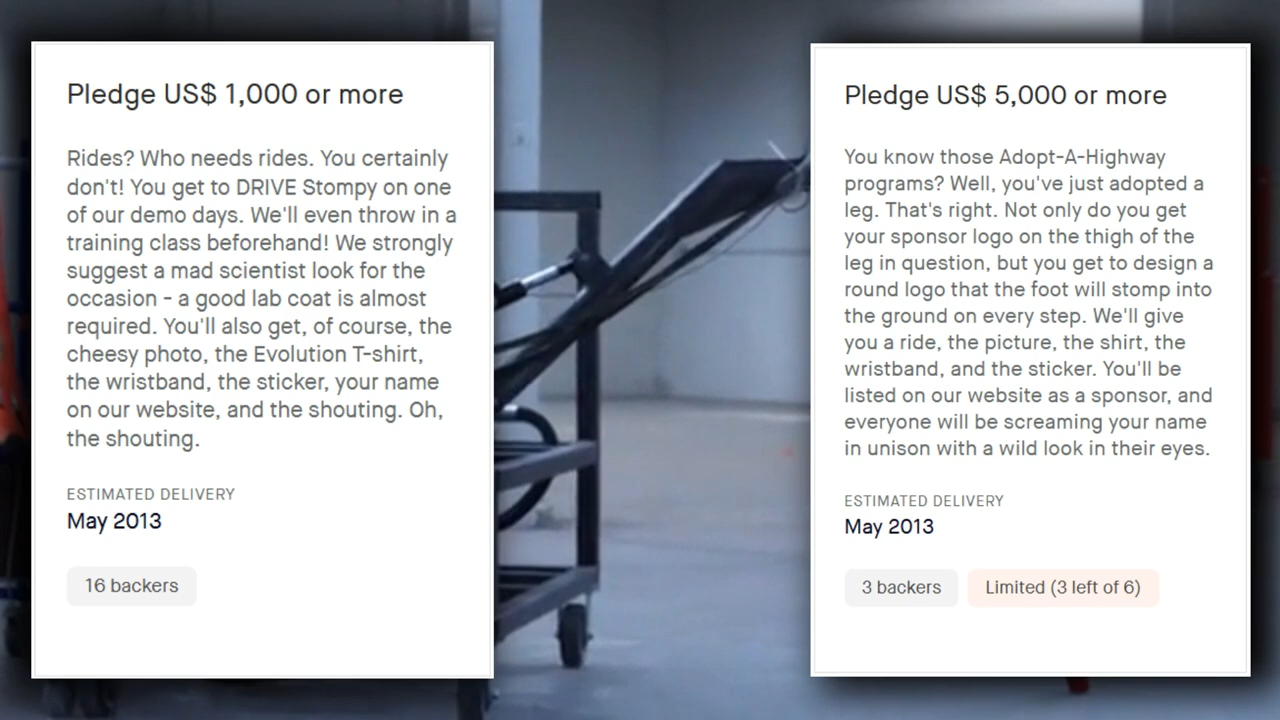 Pledge US$ 1,000 or more
Rides? Who needs rides. You certainly
don't! You get to DRIVE Stompy on one
of our demo days. We'll even throw in a
training class beforehand! We strongly
suggest a mad scientist look for the
occasion - a good lab coat is almost
required. You'll also get, of course, the
cheesy photo, the Evolution T-shirt,
the wristband, the sticker, your name
on our website, and the shouting. Oh,
the shouting.
ESTIMATED DELIVERY
May 2013
16 backers
Pledge US$ 5,000 or more
You know those Adopt-A-Highway
programs? Well, you've just adopted a
leg. That's right. Not only do you get
your sponsor logo on the thigh of the
leg in question, but you get to design a
round logo that the foot will stomp into
the ground on every step. We'll give
you a ride, the picture, the shirt, the
wristband, and the sticker. You'll be
listed on our website as a sponsor, and
everyone will be screaming your name
in unison with a wild look in their eyes.
ESTIMATED DELIVERY
May 2013
3 backers
Limited (3 left of 6)